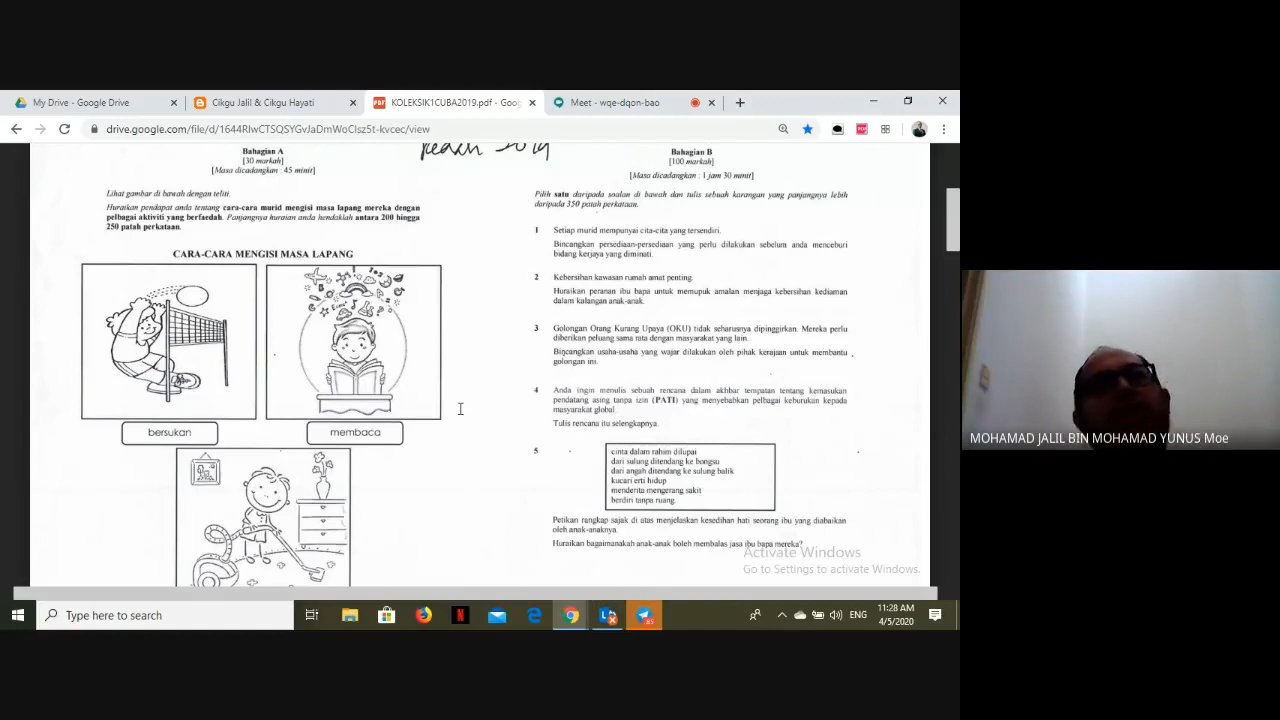 My Drive - Google Drive
Cikgu Jalil & Cikgu Hayati
KOLEKSIK1CUBA2019.pdf - Goog
Meet - wqe-dqon-bao
drive.google.com/file/d/1644RIwCTSQSYGvJaDmWoClsz5t-kvcec/view
Bahagian A
[30 markah]
[Masa dicadangkan : 45 minit]
2019
Lihat gambar di bawah dengan teliti.
Huraikan pendapat anda tentang cara-cara murid mengisi masa lapang mereka dengan
pelbagai aktiviti yang berfaedah. Panjangnya huraian anda hendaklah antara 200 hingga
250 patah perkataan.
CARA-CARA MENGISI MASA LAPANG
bersukan
membaca
Bahagian B
[100 markah]
[Masa dicadangkan : 1 jam 30 minit]
Pilih satu daripada soalan di bawah dan tulis sebuah karangan yang panjangnya lebih
daripada 350 patah perkataan.
1 Setiap murid mempunyai cita-cita yang tersendiri.
Bincangkan persediaan-persediaan yang perlu dilakukan sebelum anda menceburi
bidang kerjaya yang diminati.
2 Kebersihan kawasan rumah amat penting.
Huraikan peranan ibu bapa untuk memupuk amalan menjaga kebersihan kediaman
dalam kalangan anak-anak.
3 Golongan Orang Kurang Upaya (OKU) tidak seharusnya dipinggirkan. Mereka perlu
diberikan peluang sama rata dengan masyarakat yang lain.
Bincangkan usaha-usaha yang wajar dilakukan oleh pihak kerajaan untuk membantu
golongan ini.
4 Anda ingin menulis sebuah rencana dalam akhbar tempatan tentang kemasukan
pendatang asing tanpa izin (PATI) yang menyebabkan pelbagai keburukan kepada
masyarakat global.
Tulis rencana itu selengkapnya.
5 cinta dalam rahim dilupai
dari sulung ditendang ke bongsu
dari angah ditendang ke sulung balik
kucari erti hidup
menderita mengerang sakit
berdiri tanpa ruang
Petikan rangkap sajak di atas menjelaskan kesedihan hati seorang ibu yang diabaikan
oleh anak-anaknya.
Huraikan bagaimanakah anak-anak boleh membalas jasa ibu bapa mereka?
Activate Windows
Go to Settings to activate Windows.
MOHAMAD JALIL BIN MOHAMAD YUNUS Moe
Type here to search
ENG
11:28 AM
4/5/2020